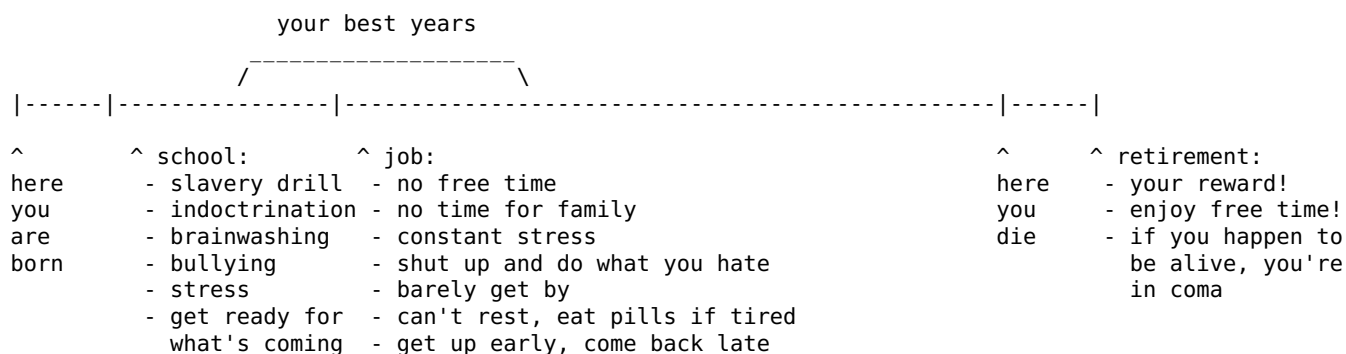 your best years
____________________
/ \
|------|----------------|-------------------------------------------------|------|
^ ^ school: ^ job: ^ ^ retirement:
here - slavery drill - no free time here - your reward!
you - indoctrination - no time for family you - enjoy free time!
are - brainwashing - constant stress die - if you happen to
born - bullying - shut up and do what you hate be alive, you're
- stress - barely get by in coma
- get ready for - can't rest, eat pills if tired
what's coming - get up early, come back late